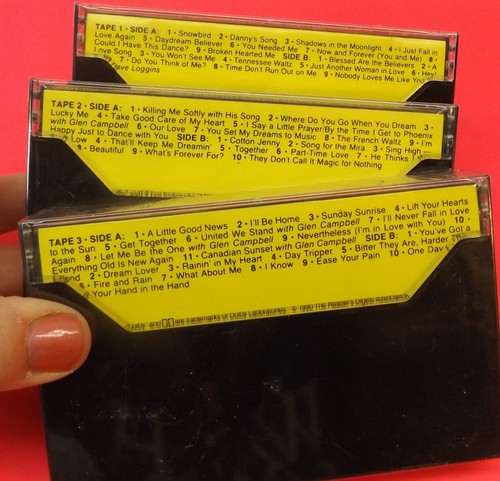 TAPE 1 • SIDE A: 1 • Snowbird 2 • Danny's Song 3 • Shadows in the Moonlight 4 • I Just Fall in
Love Again 5 • Daydream Believer 6 • You Needed Me 7 • Now and Forever (You and Me) 8 •
Could I Have This Dance? 9 • Broken Hearted Me SIDE B: 1 • Blessed Are the Believers 2 • A
Love Song 3 • You Won't See Me 4 • Tennessee Waltz 5 • Just Another Woman in Love 6 • Hey!
7 • Do You Think of Me? 8 • Time Don't Run Out on Me 9 • Nobody Loves Me Like You
Dave Loggins
TAPE 2 • SIDE A: 1 • Killing Me Softly with His Song 2 • Where Do You Go When You Dream 3 •
Lucky Me 4 • Take Good Care of My Heart 5 • I Say a Little Prayer/By the Time I Get to Phoenix
with Glen Campbell 6 • Our Love 7 • You Set My Dreams to Music 8 • The French Waltz 9 • I'm
Happy Just to Dance with You SIDE B: 1 • Cotton Jenny 2 • Song for the Mira 3 • Sing High—
Low 4 • That'll Keep Me Dreamin' 5 • Together 6 • Part-Time Love 7 • He Thinks I
Beautiful 9 • What's Forever For? 10 • They Don't Call It Magic for Nothing
TAPE 3 • SIDE A: 1 • A Little Good News 2 • I'll Be Home 3 • Sunday Sunrise 4 • Lift Your Hearts
to the Sun 5 • Get Together 6 • United We Stand with Glen Campbell 7 • I'll Never Fall in Love
Again 8 • Let Me Be the One with Glen Campbell 9 • Nevertheless (I'm in Love with You) 10 •
Everything Old Is New Again 11 • Canadian Sunset with Glen Campbell SIDE B: 1 • You've Got a
Friend 2 • Dream Lover 3 • Rainin' in My Heart 4 • Day Tripper 5 • Bitter They Are, Harder
6 • Fire and Rain 7 • What About Me 8 • I Know 9 • Ease Your Pain 10 • One Day
Your Hand in the Hand